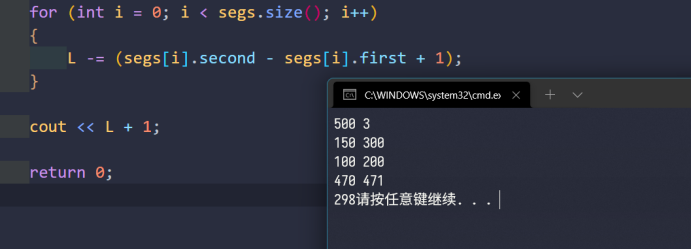 for (int i = 0; i < segs.size(); i++)
{
L -= (segs[i].second - segs[i].first + 1);
}
cout << L + 1;
return 0;
C:\WINDOWS\system32\cmd.ex
500 3
150 300
100 200
470 471
298请按任意键继续. . .